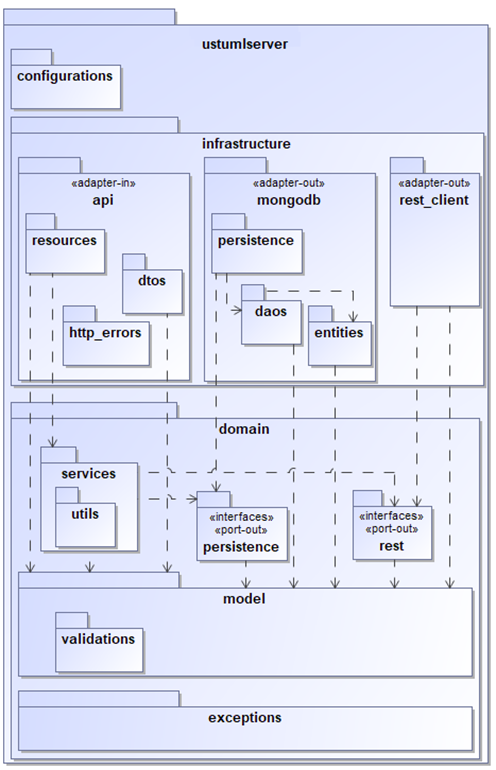 ustumlserver
configurations
infrastructure
«adapter-in»
api
resources
dtos
http_errors
«adapter-out»
mongodb
persistence
daos
entities
«adapter-out»
rest_client
domain
services
utils
«interfaces»
«port-out»
persistence
«interfaces»
«port-out»
rest
model
validations
exceptions